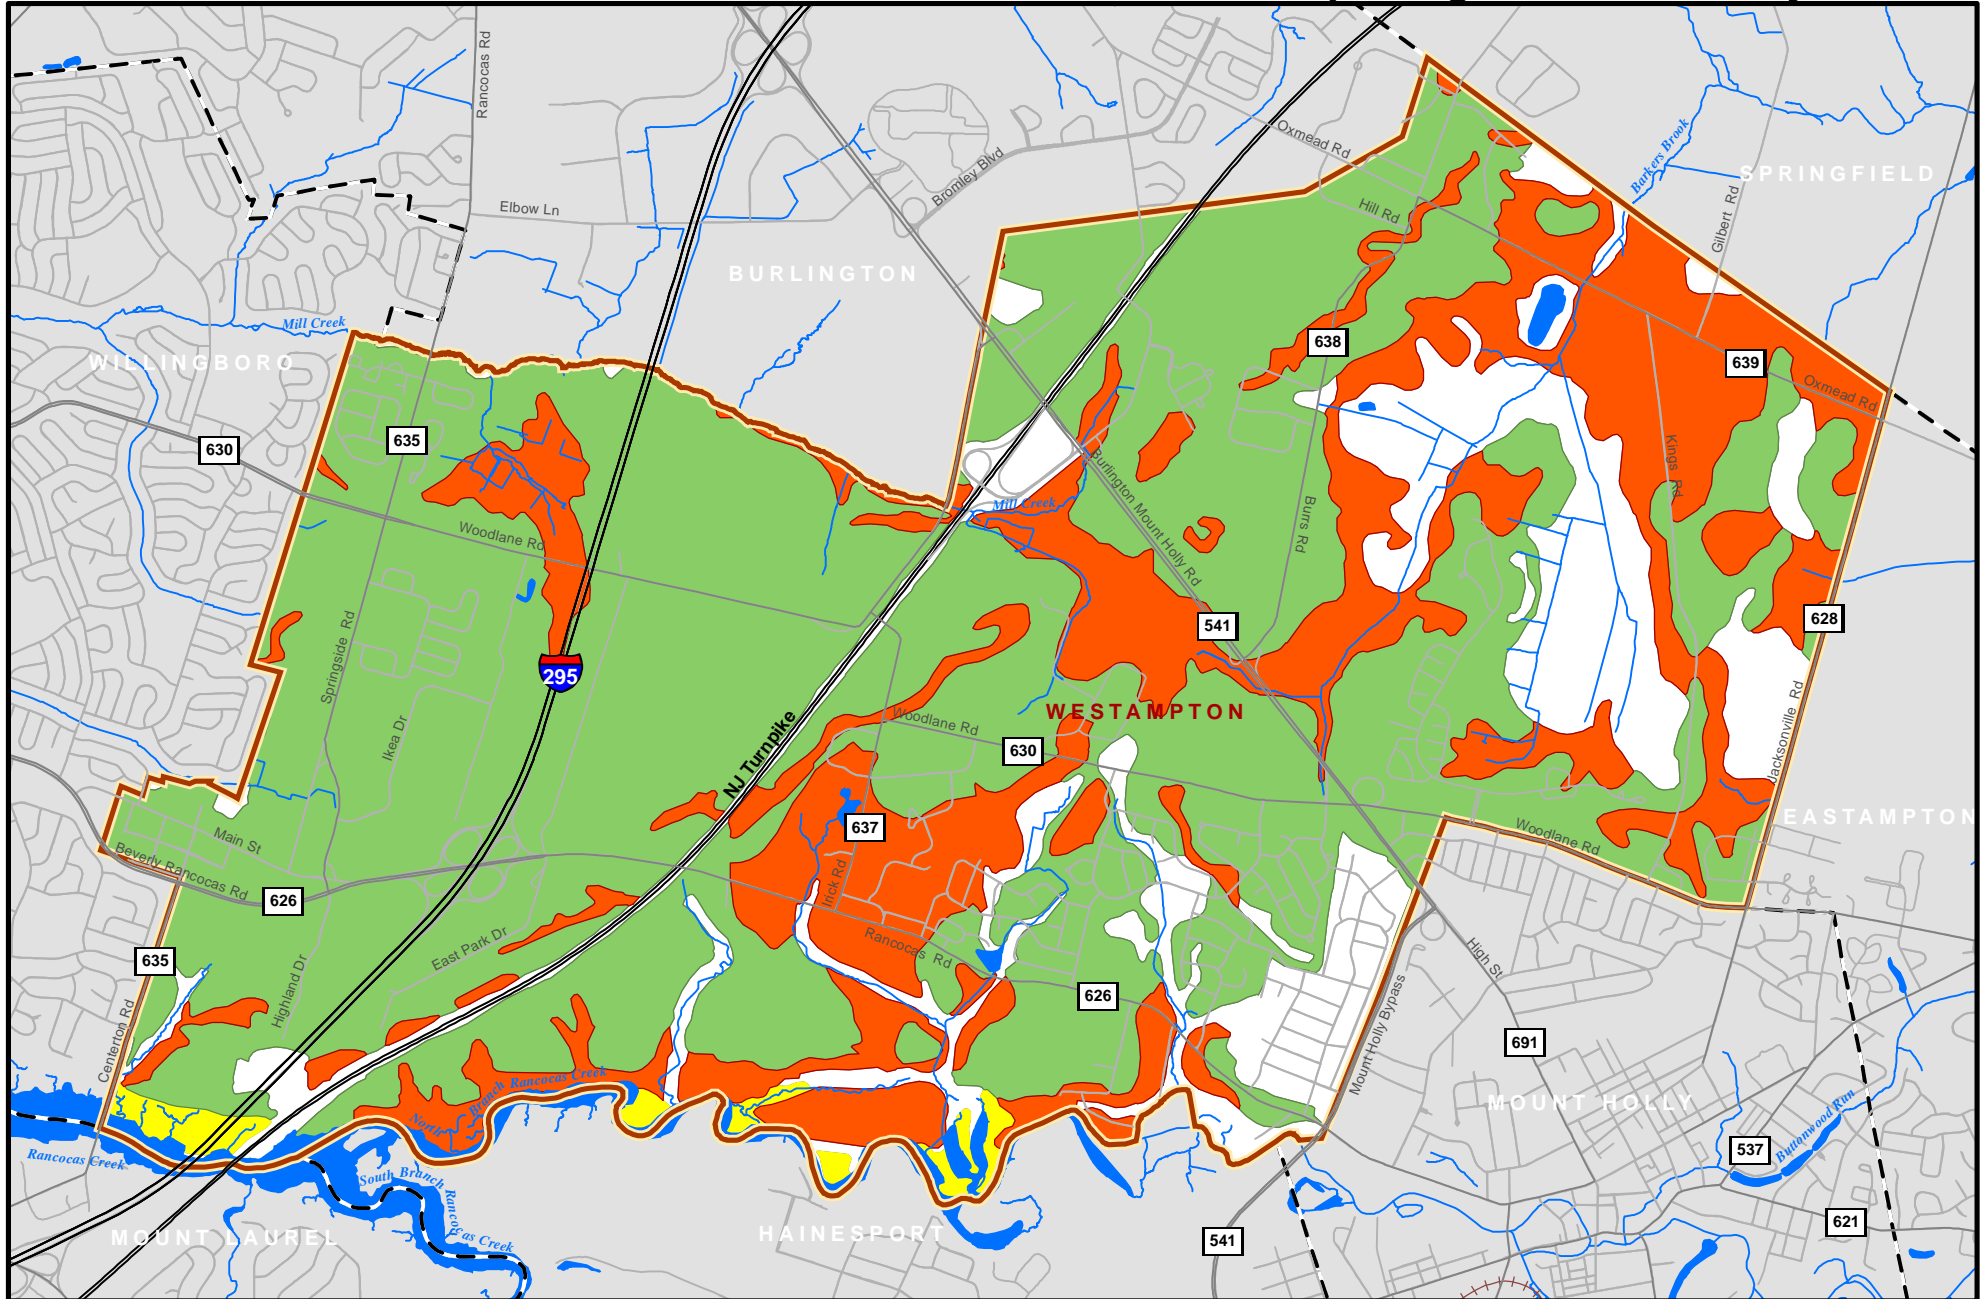 Rancocas Rd
Oxmead Rd
Barkers Brook
SPRINGFIELD
Bromley Blvd
Elbow Ln
Hill Rd
Gilbert Rd
BURLINGTON
Mill Creek
WILLINGBORO
638
639
Oxmead Rd
635
630
Kings Rd
Burlington Mount Holly Rd
Mill Creek
Burrs Rd
Woodlane Rd
541
628
Springside Rd
295
WESTAMPTON
Woodlane Rd
630
Ikea Dr
NJ Turnpike
Jacksonville Rd
637
EASTAMPTON
Main St
Woodlane Rd
Beverly Rancocas Rd
626
Inck Rd
Rancocas Rd
East Park Dr
High St
635
Highland Dr
626
Mount Holly Bypass
Centerton Rd
691
North Branch Rancocas Creek
MOUNT HOLLY
Buttonwood Run
537
Rancocas Creek
South Branch Rancocas Creek
621
MOUNT LAUREL
HAINESPORT
541